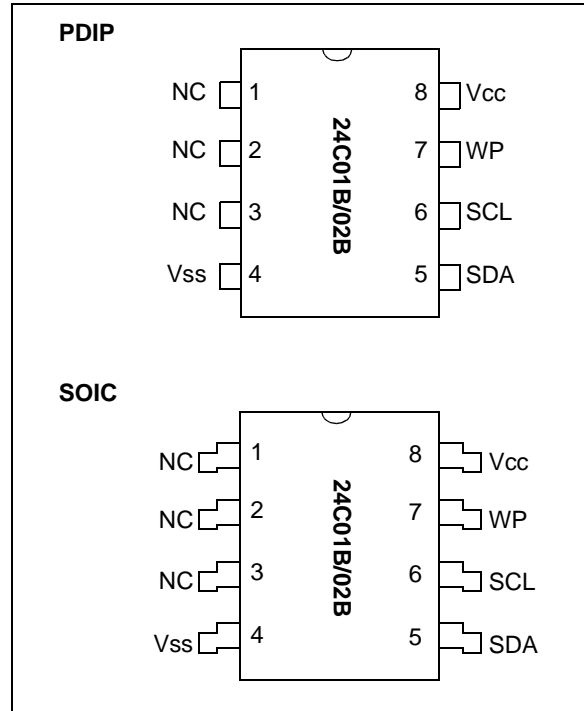 PDIP
NC 1 8 Vcc
NC 2 7 WP
NC 3 6 SCL
Vss 4 5 SDA
24C01B/02B
SOIC
NC 1 8 Vcc
NC 2 7 WP
NC 3 6 SCL
Vss 4 5 SDA
24C01B/02B